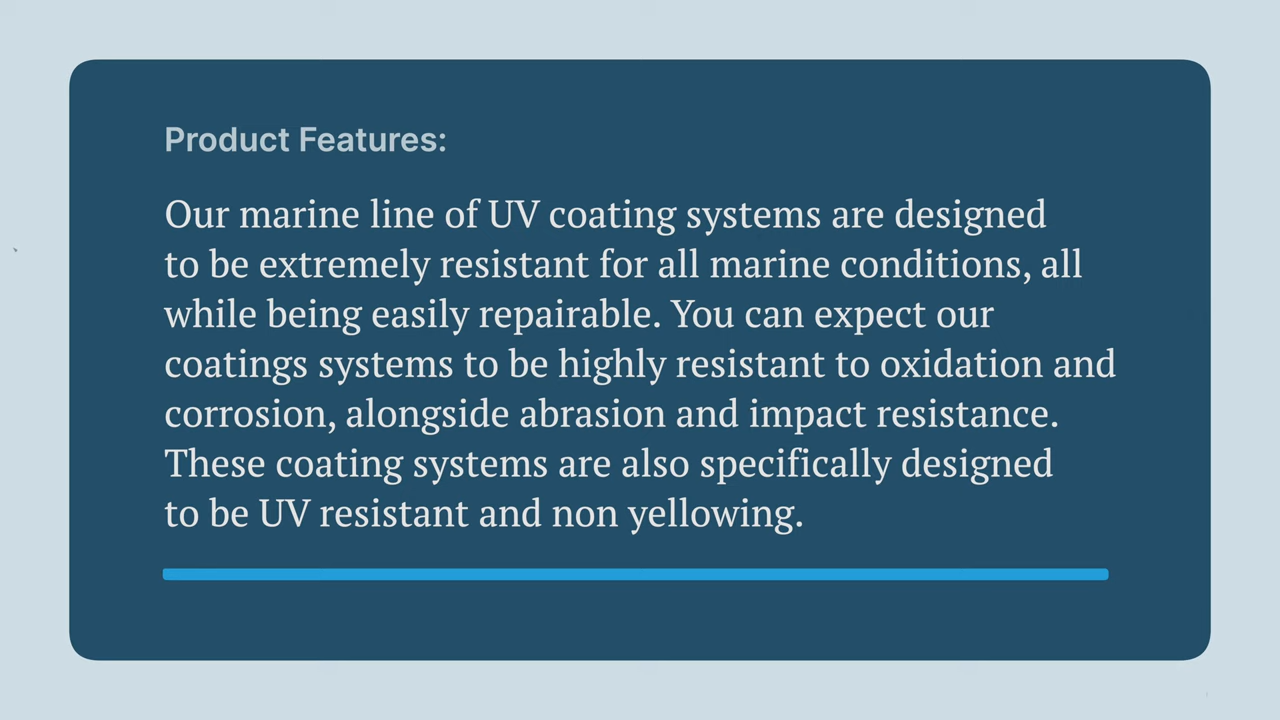 Product Features:
Our marine line of UV coating systems are designed
to be extremely resistant for all marine conditions, all
while being easily repairable. You can expect our
coatings systems to be highly resistant to oxidation and
corrosion, alongside abrasion and impact resistance.
These coating systems are also specifically designed
to be UV resistant and non yellowing.